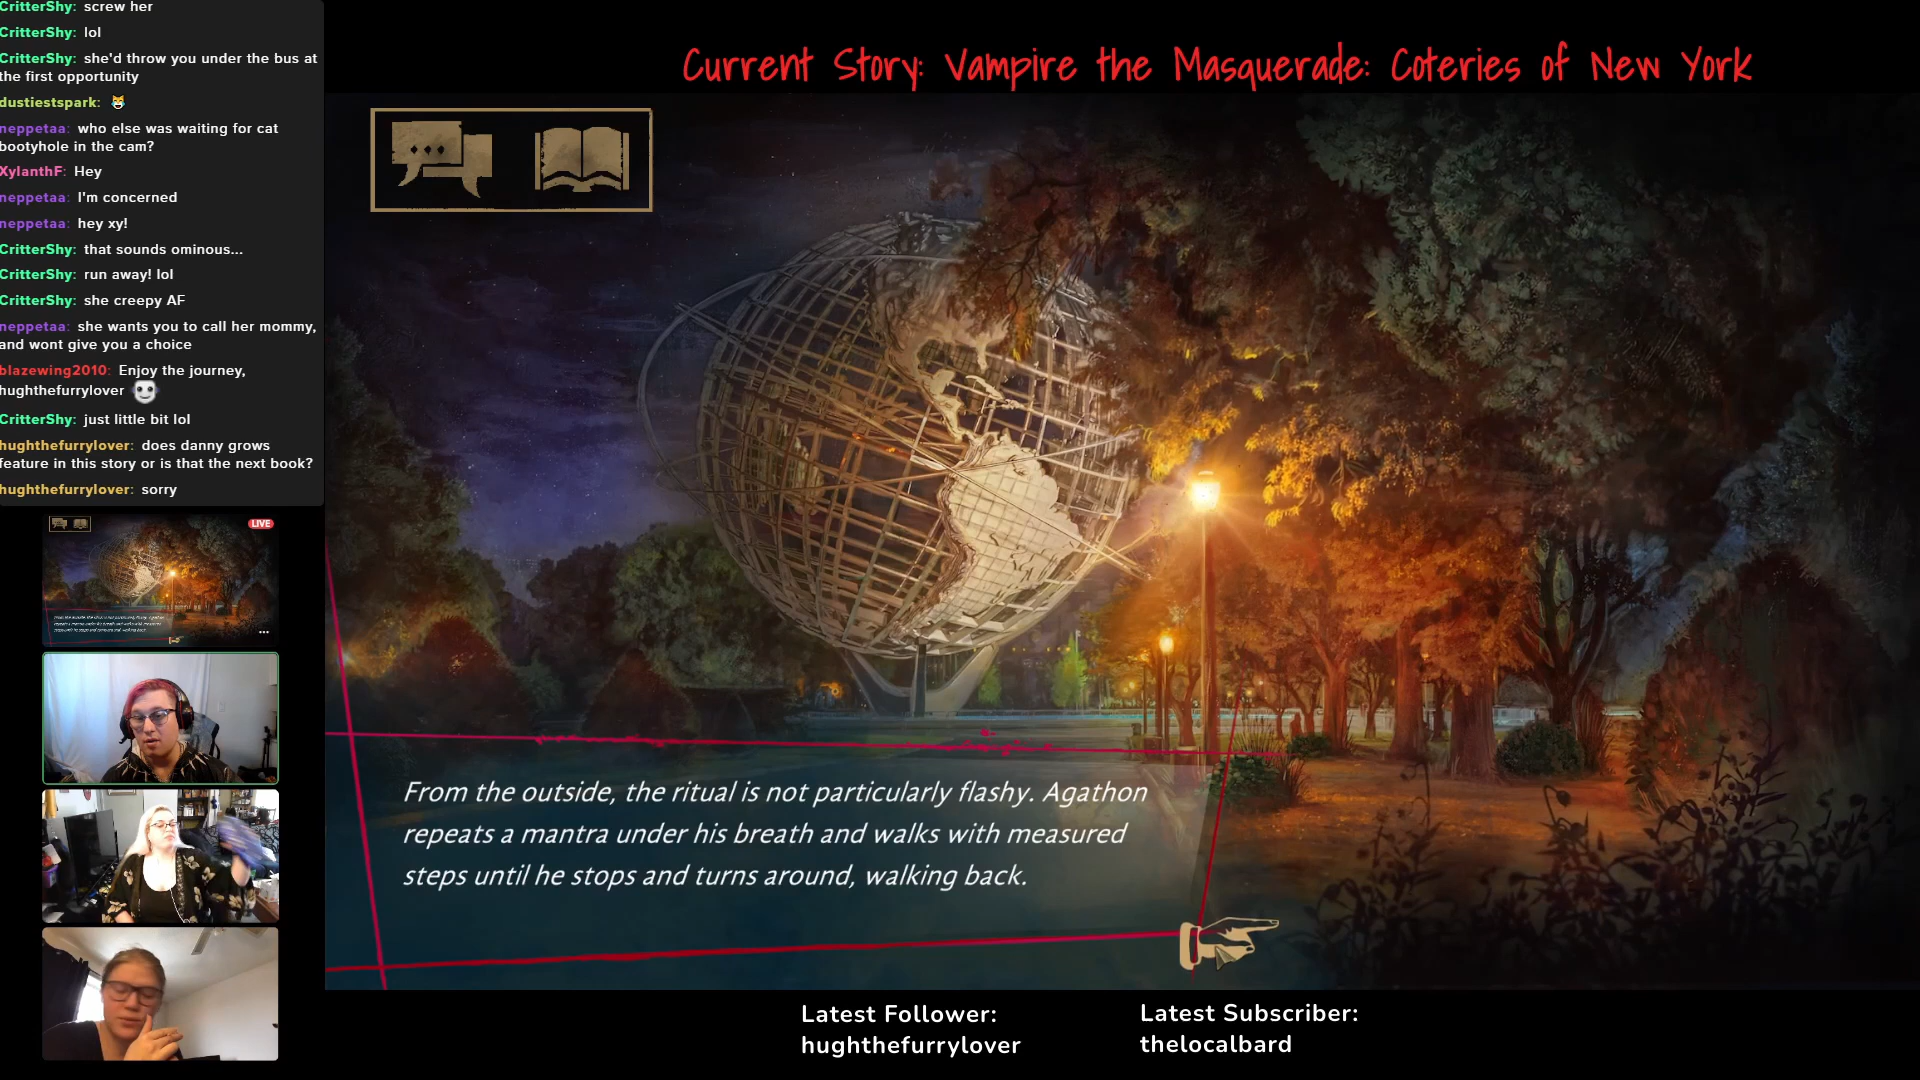 CritterShy: screw her
CritterShy: lol
CritterShy: she'd throw you under the bus at
the first opportunity
dustiestspark:
neppetaa: who else was waiting for cat
bootyhole in the cam?
XylanthF: Hey
neppetaa: I'm concerned
neppetaa: hey xy!
CritterShy: that sounds ominous...
CritterShy: run away! lol
CritterShy: she creepy AF
neppetaa: she wants you to call her mommy,
and wont give you a choice
blazewing2010: Enjoy the journey,
hughthefurrylover
CritterShy: just little bit lol
hughthefurrylover: does danny grows
feature in this story or is that the next book?
hughthefurrylover: sorry
LIVE
Current Story: Vampire the Masquerade: Coteries of New York
From the outside, the ritual is not particularly flashy. Agathon
repeats a mantra under his breath and walks with measured
steps until he stops and turns around, walking back.
Latest Follower:
hughthefurrylover
Latest Subscriber:
thelocalbard